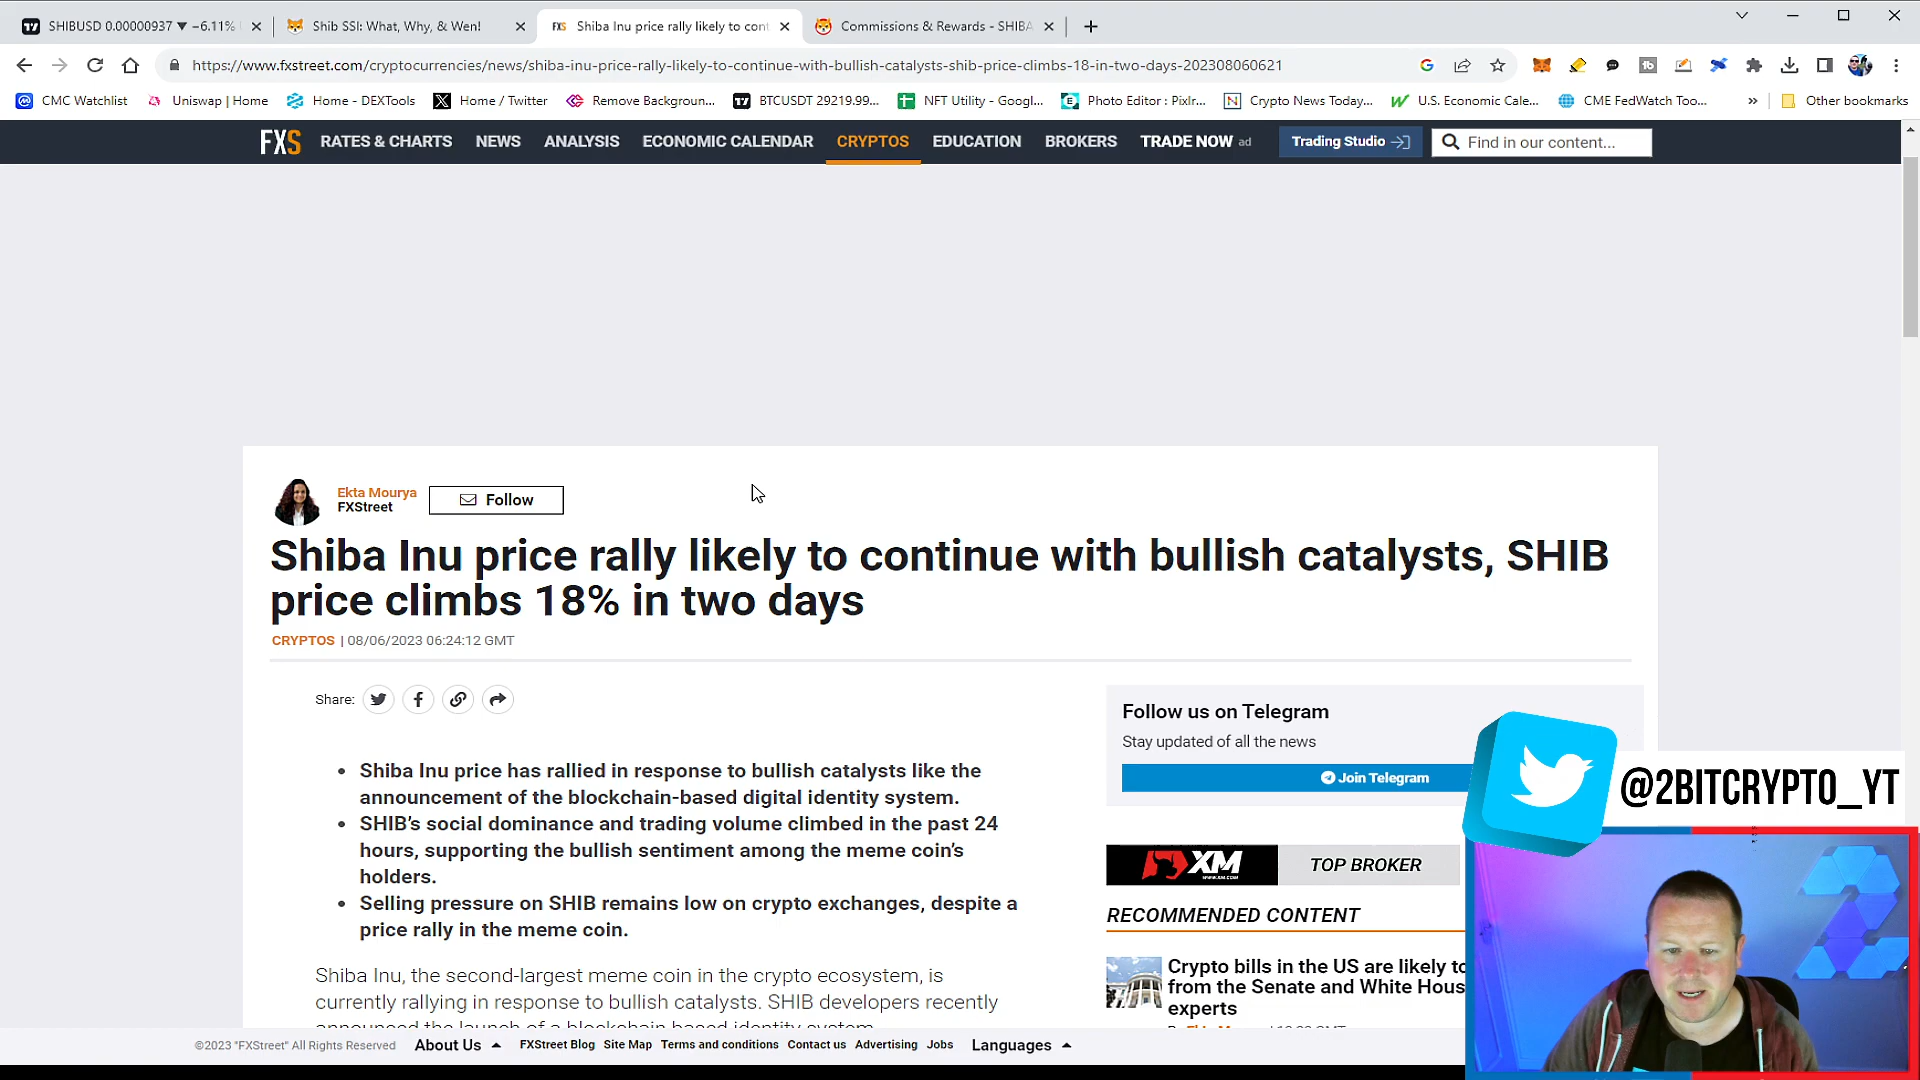 SHIBUSD 0.00000937 ▼ −6.11%
Shib SSI: What, Why, & Wen!
FXS Shiba Inu price rally likely to cont
Commissions & Rewards - SHIBA
https://www.fxstreet.com/cryptocurrencies/news/shiba-inu-price-rally-likely-to-continue-with-bullish-catalysts-shib-price-climbs-18-in-two-days-202308060621
CMC Watchlist
Uniswap | Home
Home - DEXTools
Home / Twitter
Remove Backgroun...
BTCUSDT 29219.99...
NFT Utility - Googl...
Photo Editor : Pixlr...
Crypto News Today...
U.S. Economic Cale...
CME FedWatch Too...
»
Other bookmarks
FXS
RATES & CHARTS
NEWS
ANALYSIS
ECONOMIC CALENDAR
CRYPTOS
EDUCATION
BROKERS
TRADE NOW ad
Trading Studio
Find in our content...
Ekta Mourya
FXStreet
Follow
Shiba Inu price rally likely to continue with bullish catalysts, SHIB
price climbs 18% in two days
CRYPTOS | 08/06/2023 06:24:12 GMT
Share:
• Shiba Inu price has rallied in response to bullish catalysts like the
announcement of the blockchain-based digital identity system.
• SHIB's social dominance and trading volume climbed in the past 24
hours, supporting the bullish sentiment among the meme coin's
holders.
• Selling pressure on SHIB remains low on crypto exchanges, despite a
price rally in the meme coin.
Shiba Inu, the second-largest meme coin in the crypto ecosystem, is
currently rallying in response to bullish catalysts. SHIB developers recently
announced the launch of a blockchain based identity system
Follow us on Telegram
Stay updated of all the news
Join Telegram
@2BITCRYPTO_YT
XM
WWW.XM.COM
TOP BROKER
RECOMMENDED CONTENT
Crypto bills in the US are likely to
from the Senate and White Hous
experts
©2023 "FXStreet" All Rights Reserved
About Us
FXStreet Blog
Site Map
Terms and conditions
Contact us
Advertising
Jobs
Languages